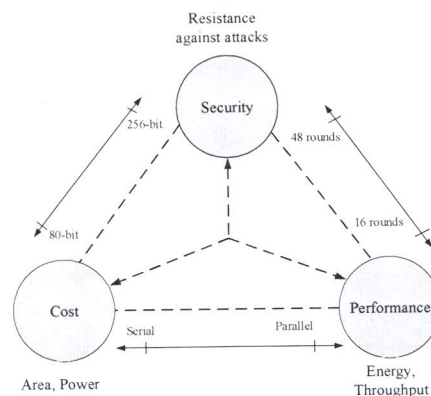 Resistance
against attacks
Security
256-bit
48 rounds
80-bit
16 rounds
Cost
Performance
Serial
Parallel
Area, Power
Energy,
Throughput